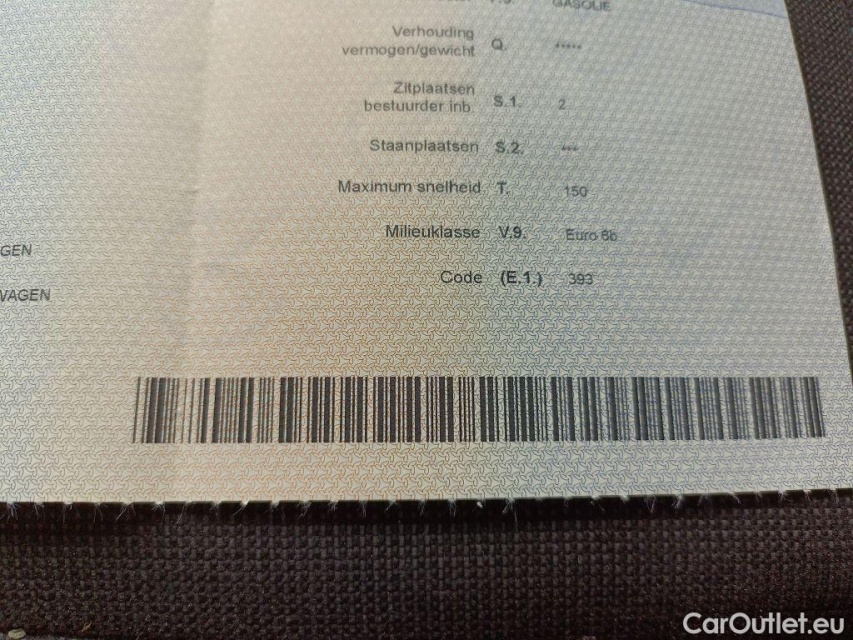 GASOLIE
Verhouding
vermogen/gewicht Q. *****
Zitplaatsen
bestuurder inb. S.1. 2
Staanplaatsen S.2. ***
Maximum snelheid T. 150
Milieuklasse V.9. Euro 6b
GEN
Code (E.1.) 393
WAGEN
CarOutlet.eu